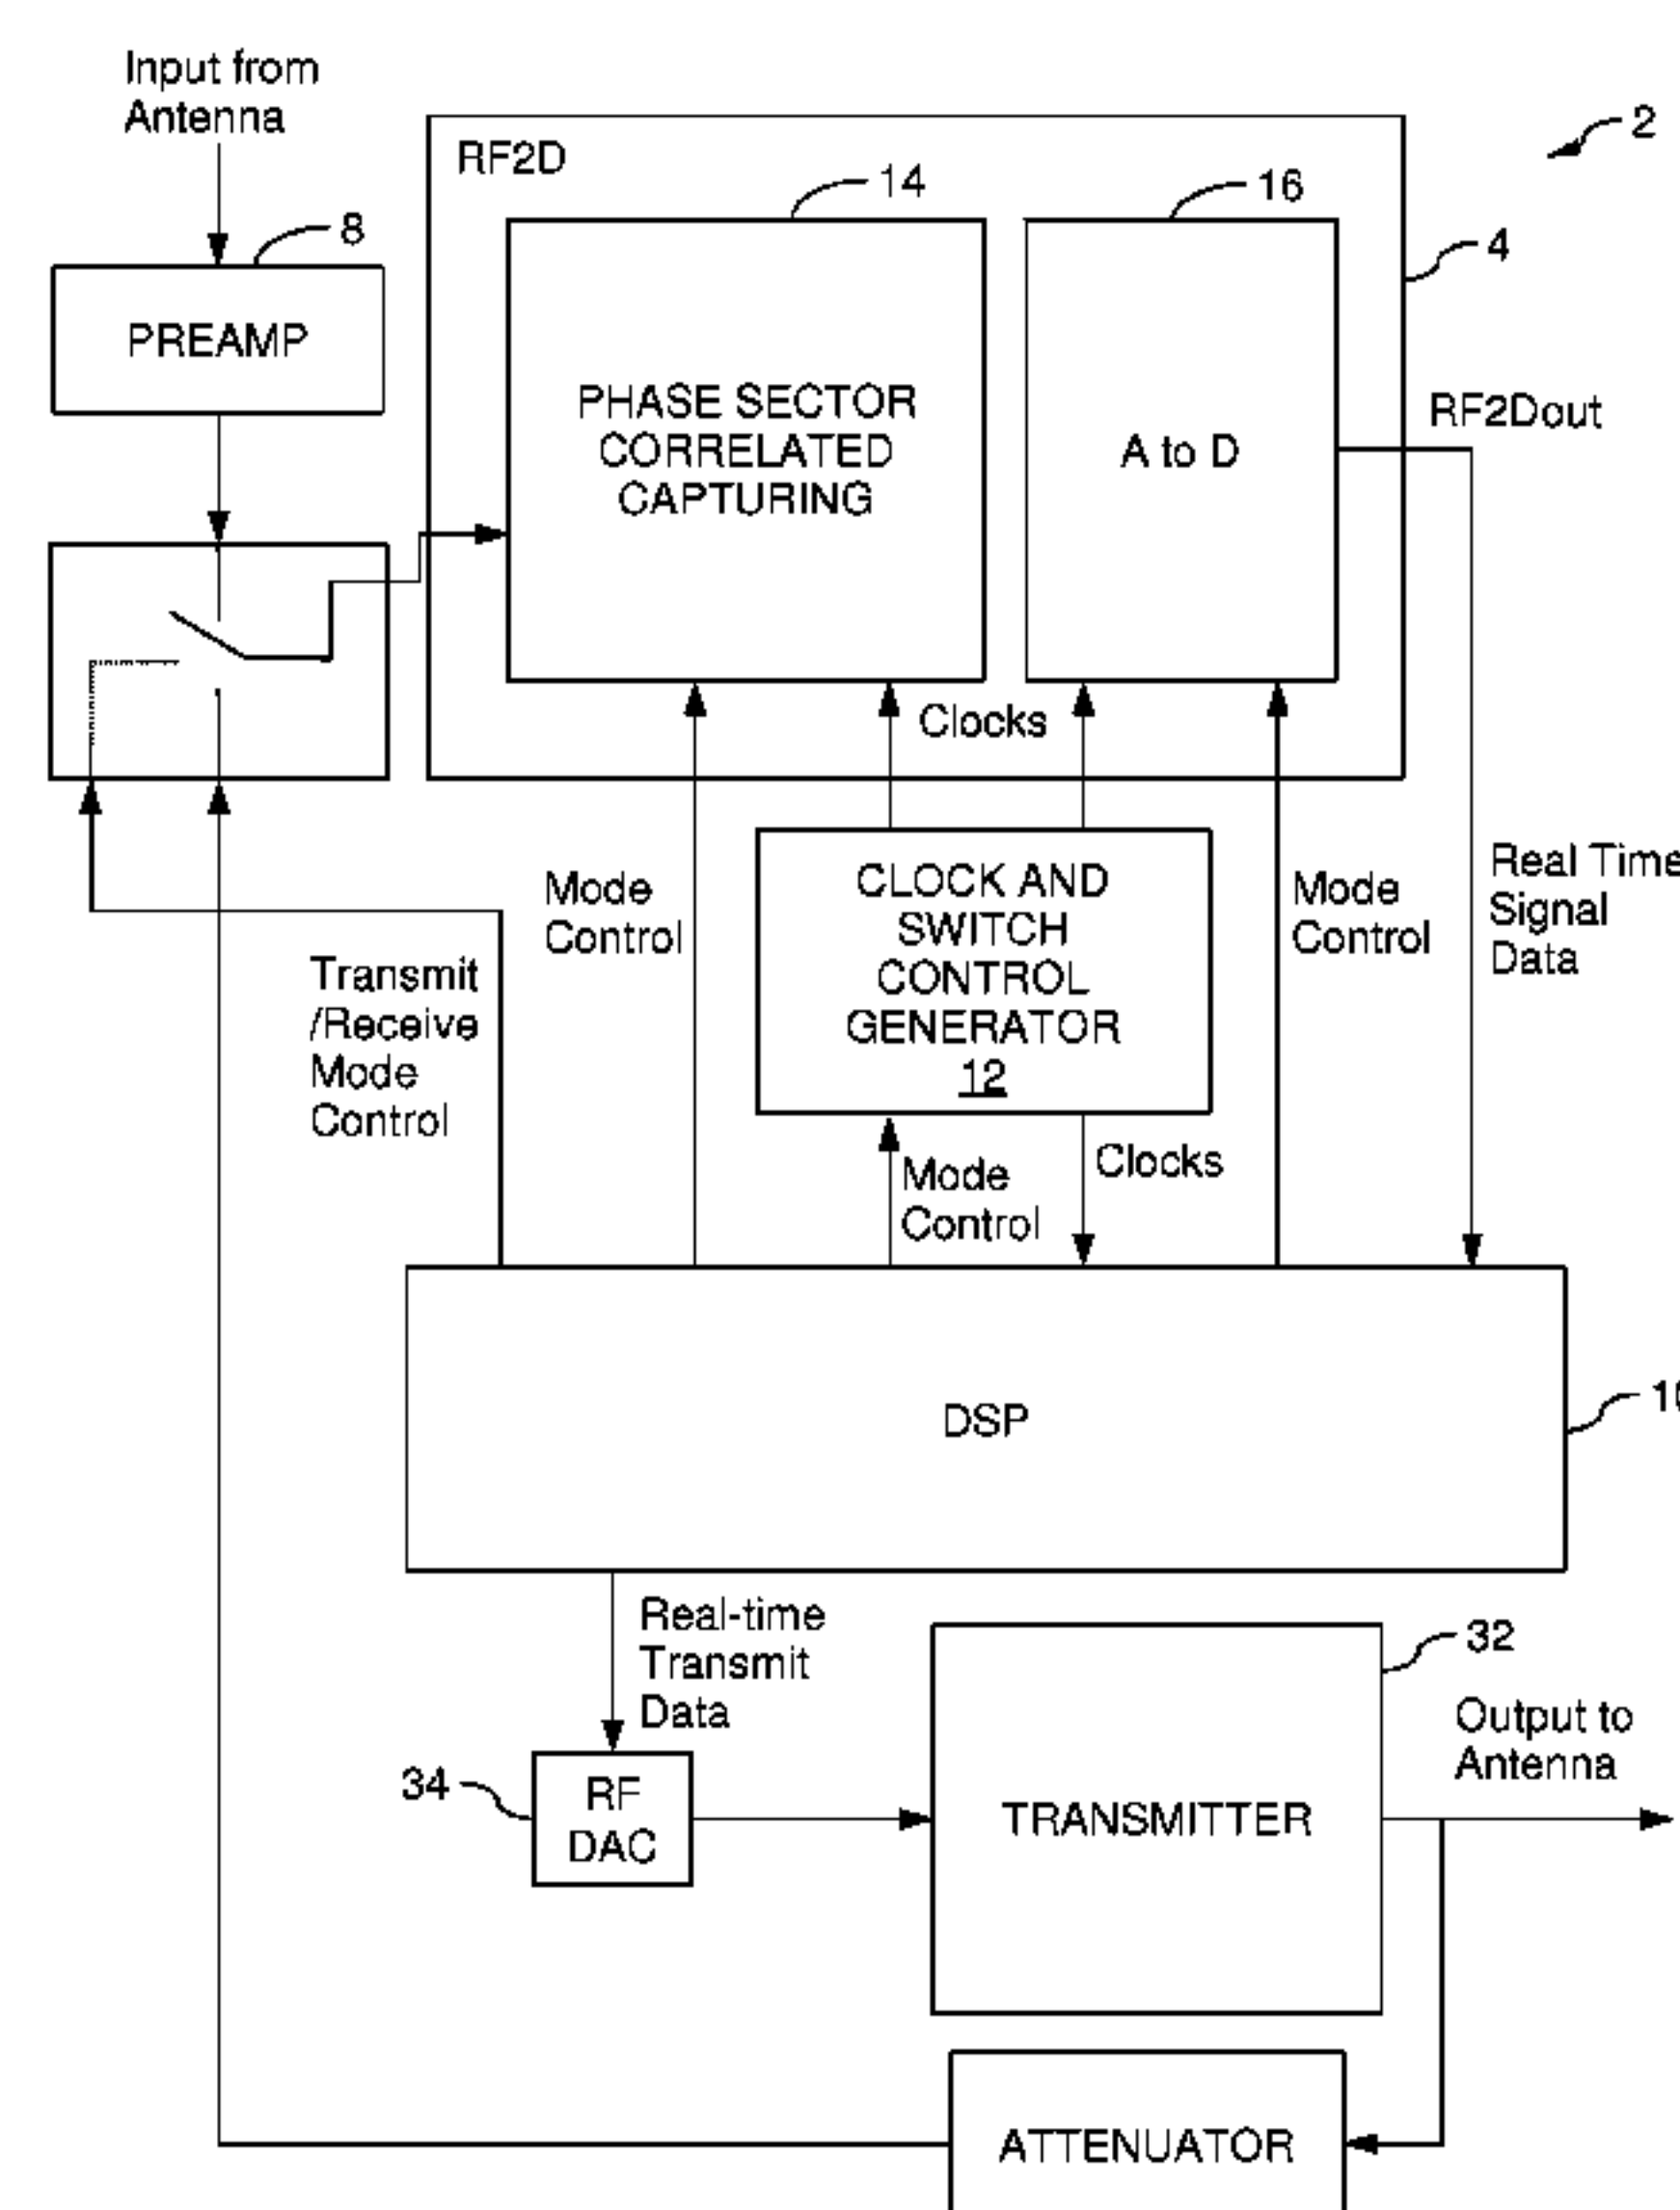 Input from
Antenna
2
RF2D
14
16
8
4
PREAMP
PHASE SECTOR
CORRELATED
CAPTURING
A to D
RF2Dout
Clocks
Mode
Control
CLOCK AND
SWITCH
CONTROL
GENERATOR
12
Mode
Control
Real Time
Signal
Data
Transmit
/Receive
Mode
Control
Mode
Control
Clocks
DSP
Real-time
Transmit
Data
32
Output to
Antenna
34
RF
DAC
TRANSMITTER
ATTENUATOR